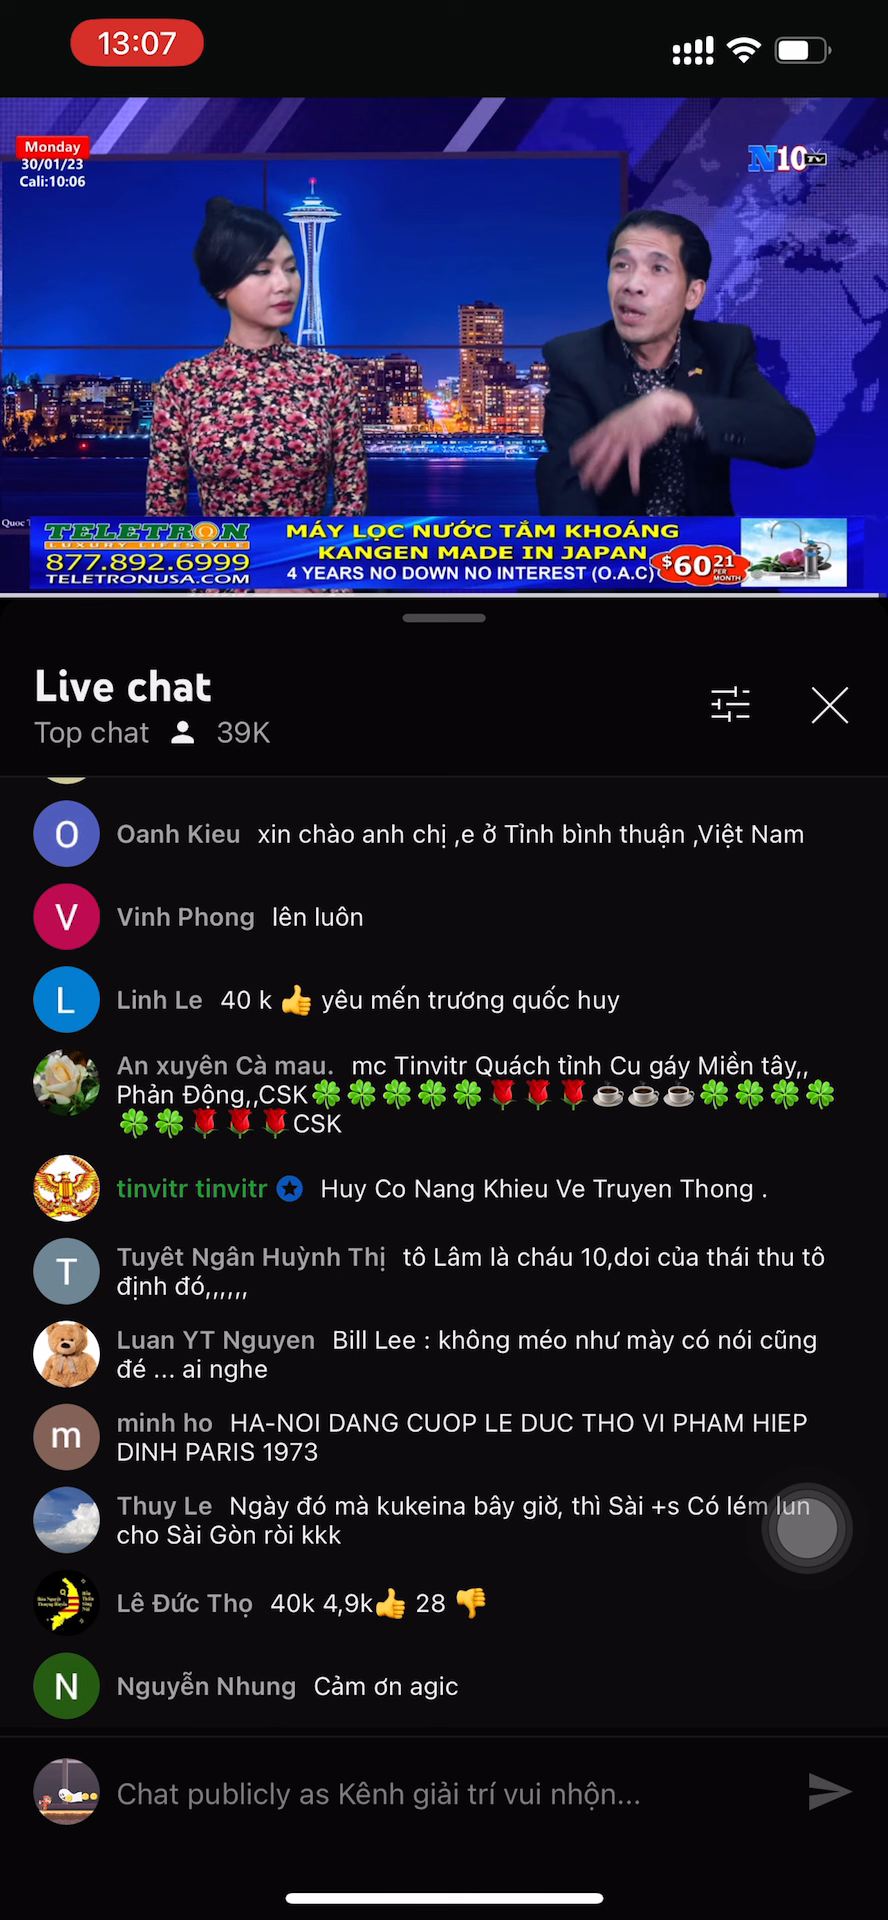 13:07
Monday
30/01/23
Cali:10:06
N10 TV
Quoc
TELETRON
LUXURY LIFESTYLE
877.892.6999
TELETRONUSA.COM
MÁY LỌC NƯỚC TẮM KHOÁNG
KANGEN MADE IN JAPAN
4 YEARS NO DOWN NO INTEREST (O.A.C)
$60 21
PER
MONTH
Live chat
Top chat 39K
O Oanh Kieu xin chào anh chị ,e ở Tỉnh bình thuận ,Việt Nam
V Vinh Phong lên luôn
L Linh Le 40 k 👍 yêu mến trương quốc huy
An xuyên Cà mau. mc Tinvitr Quách tỉnh Cu gáy Miền tây,,
Phản Động,,CSK🍀🍀🍀🍀🍀🌹🌹🌹☕☕☕🍀🍀🍀🍀
🍀🍀🌹🌹🌹CSK
tinvitr tinvitr Huy Co Nang Khieu Ve Truyen Thong .
T Tuyêt Ngân Huỳnh Thị tô Lâm là cháu 10,doi của thái thu tô
định đó,,,,,,
Luan YT Nguyen Bill Lee : không méo như mày có nói cũng
đé ... ai nghe
m minh ho HA-NOI DANG CUOP LE DUC THO VI PHAM HIEP
DINH PARIS 1973
Thuy Le Ngày đó mà kukeina bây giờ, thì Sài +s Có lém lun
cho Sài Gòn ròi kkk
Lê Đức Thọ 40k 4,9k👍 28 👎
N Nguyễn Nhung Cảm ơn agic
Chat publicly as Kênh giải trí vui nhộn...